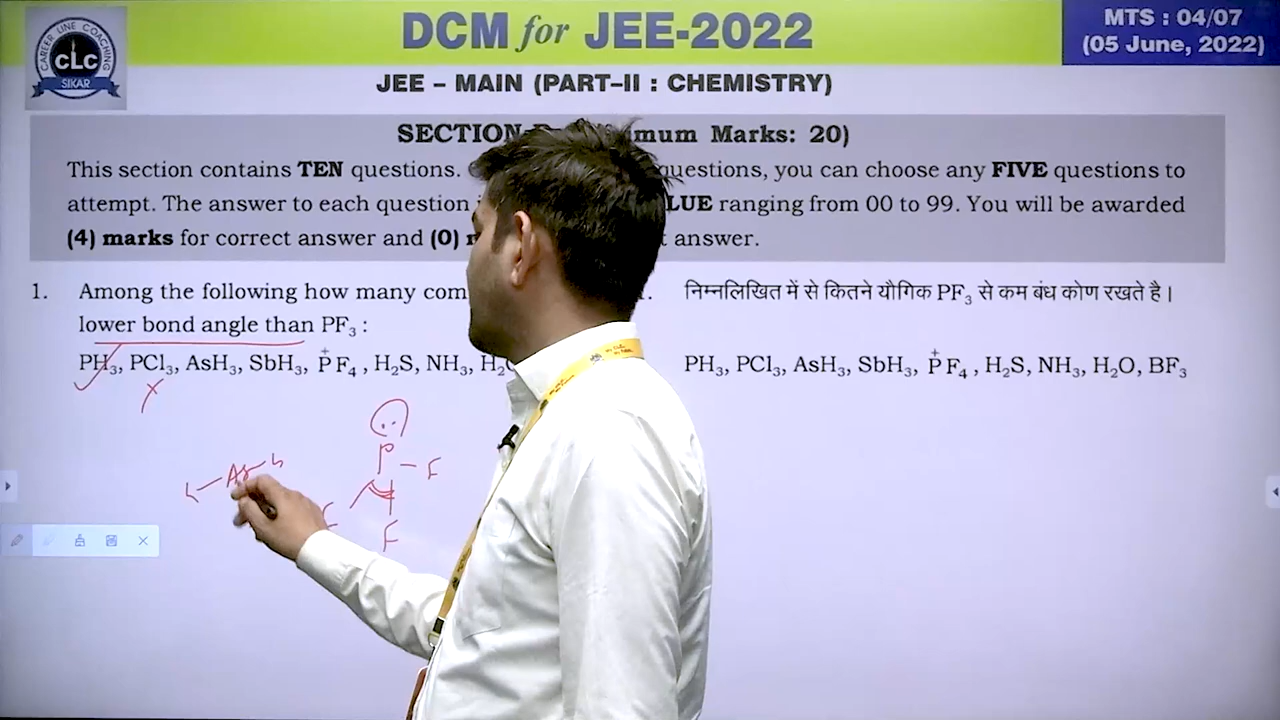 DCM for JEE-2022
MTS : 04/07
(05 June, 2022)
CAREER LINE COACHING
cLc
SIKAR
JEE – MAIN (PART–II : CHEMISTRY)
SECTION mum Marks: 20)
This section contains TEN questions. questions, you can choose any FIVE questions to
attempt. The answer to each question LUE ranging from 00 to 99. You will be awarded
(4) marks for correct answer and (0) answer.
1. Among the following how many com
lower bond angle than PF₃ :
PH₃, PCl₃, AsH₃, SbH₃, P⁺F₄, H₂S, NH₃, H₂
निम्नलिखित में से कितने यौगिक PF₃ से कम बंध कोण रखते है।
PH₃, PCl₃, AsH₃, SbH₃, P⁺F₄, H₂S, NH₃, H₂O, BF₃
P
F
As
F
F